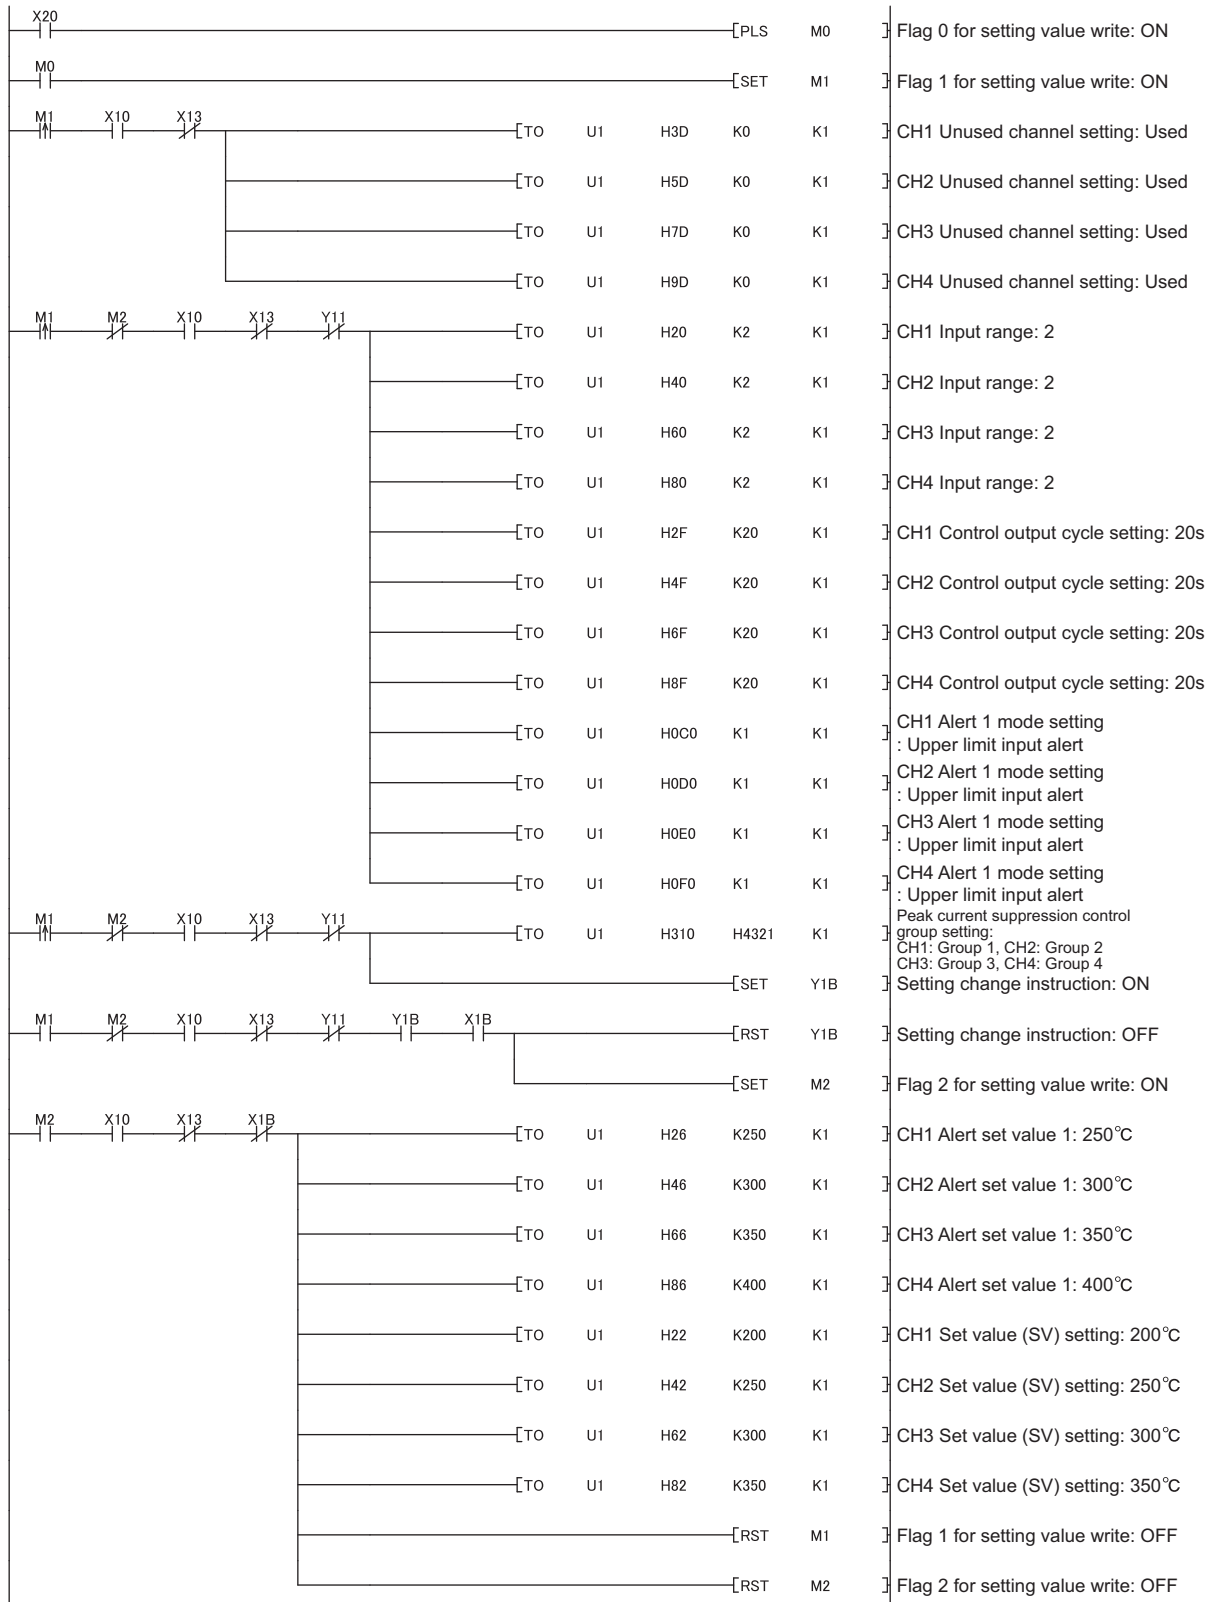 X20
[PLS M0 ] Flag 0 for setting value write: ON
M0
[SET M1 ] Flag 1 for setting value write: ON
M1 X10 X13
[TO U1 H3D K0 K1 ] CH1 Unused channel setting: Used
[TO U1 H5D K0 K1 ] CH2 Unused channel setting: Used
[TO U1 H7D K0 K1 ] CH3 Unused channel setting: Used
[TO U1 H9D K0 K1 ] CH4 Unused channel setting: Used
M1 M2 X10 X13 Y11
[TO U1 H20 K2 K1 ] CH1 Input range: 2
[TO U1 H40 K2 K1 ] CH2 Input range: 2
[TO U1 H60 K2 K1 ] CH3 Input range: 2
[TO U1 H80 K2 K1 ] CH4 Input range: 2
[TO U1 H2F K20 K1 ] CH1 Control output cycle setting: 20s
[TO U1 H4F K20 K1 ] CH2 Control output cycle setting: 20s
[TO U1 H6F K20 K1 ] CH3 Control output cycle setting: 20s
[TO U1 H8F K20 K1 ] CH4 Control output cycle setting: 20s
[TO U1 H0C0 K1 K1 ] CH1 Alert 1 mode setting
: Upper limit input alert
[TO U1 H0D0 K1 K1 ] CH2 Alert 1 mode setting
: Upper limit input alert
[TO U1 H0E0 K1 K1 ] CH3 Alert 1 mode setting
: Upper limit input alert
[TO U1 H0F0 K1 K1 ] CH4 Alert 1 mode setting
: Upper limit input alert
M1 M2 X10 X13 Y11
[TO U1 H310 H4321 K1 ] Peak current suppression control
group setting:
CH1: Group 1, CH2: Group 2
CH3: Group 3, CH4: Group 4
[SET Y1B ] Setting change instruction: ON
M1 M2 X10 X13 Y11 Y1B X1B
[RST Y1B ] Setting change instruction: OFF
[SET M2 ] Flag 2 for setting value write: ON
M2 X10 X13 X1B
[TO U1 H26 K250 K1 ] CH1 Alert set value 1: 250℃
[TO U1 H46 K300 K1 ] CH2 Alert set value 1: 300℃
[TO U1 H66 K350 K1 ] CH3 Alert set value 1: 350℃
[TO U1 H86 K400 K1 ] CH4 Alert set value 1: 400℃
[TO U1 H22 K200 K1 ] CH1 Set value (SV) setting: 200℃
[TO U1 H42 K250 K1 ] CH2 Set value (SV) setting: 250℃
[TO U1 H62 K300 K1 ] CH3 Set value (SV) setting: 300℃
[TO U1 H82 K350 K1 ] CH4 Set value (SV) setting: 350℃
[RST M1 ] Flag 1 for setting value write: OFF
[RST M2 ] Flag 2 for setting value write: OFF